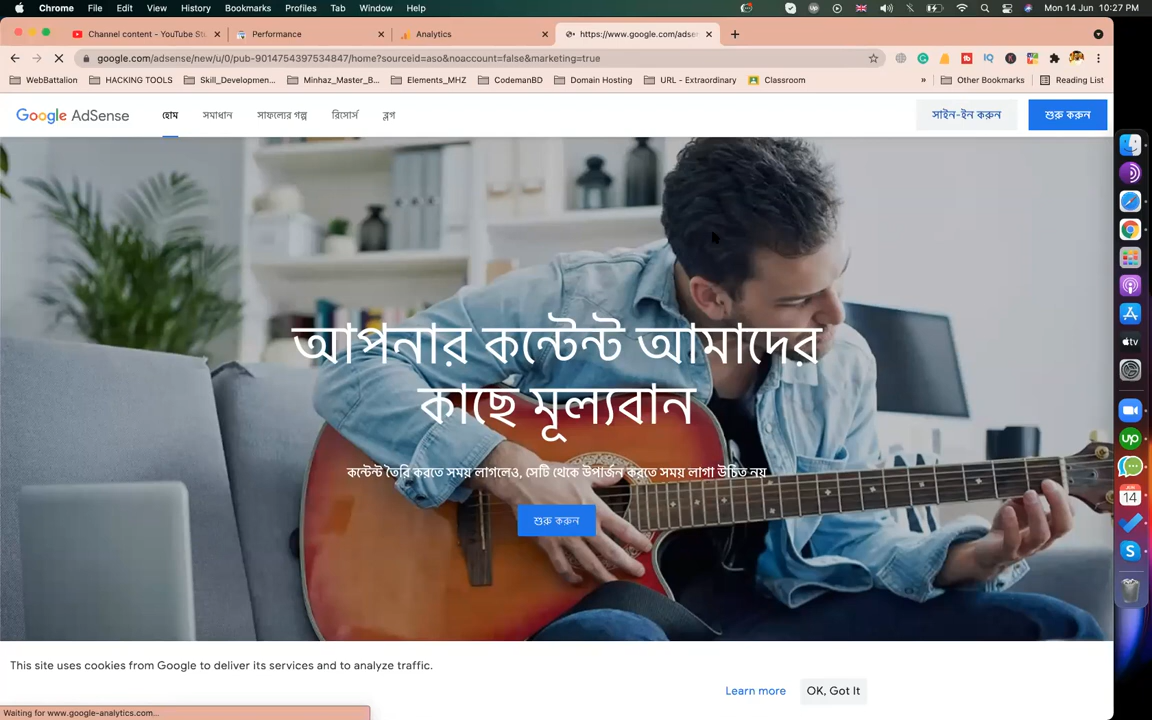 Chrome File Edit View History Bookmarks Profiles Tab Window Help Mon 14 Jun 10:27 PM
Channel content - YouTube Stu Performance Analytics https://www.google.com/adse
google.com/adsense/new/u/0/pub-9014754397534847/home?sourceid=aso&noaccount=false&marketing=true
WebBattalion HACKING TOOLS Skill_Developmen... Minhaz_Master_B... Elements_MHZ CodemanBD Domain Hosting URL - Extraordinary Classroom » Other Bookmarks Reading List
Google AdSense হোম সমাধান সাফল্যের গল্প রিসোর্স ব্লগ সাইন-ইন করুন শুরু করুন
আপনার কন্টেন্ট আমাদের
কাছে মূল্যবান
কন্টেন্ট তৈরি করতে সময় লাগলেও, সেটি থেকে উপার্জন করতে সময় লাগা উচিত নয়
শুরু করুন
This site uses cookies from Google to deliver its services and to analyze traffic.
Learn more OK, Got It
Waiting for www.google-analytics.com...
tv
up
14